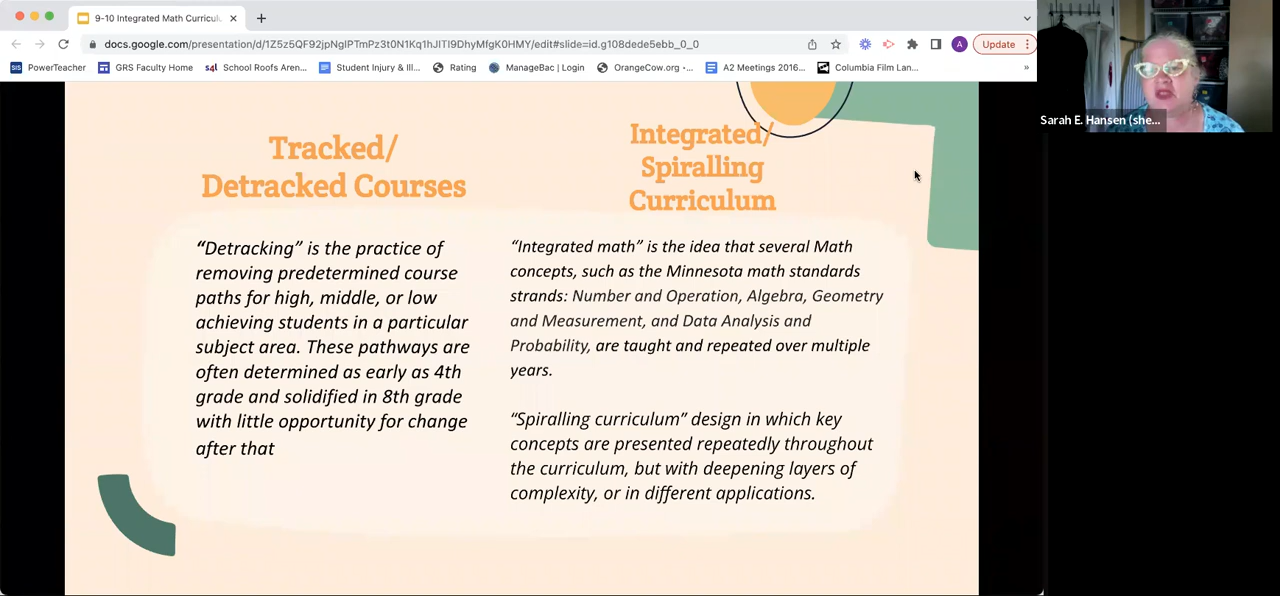 9-10 Integrated Math Curricul
docs.google.com/presentation/d/1Z5z5QF92jpNgIPTmPz3t0N1Kq1hJITl9DhyMfgK0HMY/edit#slide=id.g108dede5ebb_0_0
A
Update
SIS PowerTeacher
GRS Faculty Home
s4l School Roofs Aren...
Student Injury & Ill...
Rating
ManageBac | Login
OrangeCow.org •...
A2 Meetings 2016...
Columbia Film Lan...
»
Sarah E. Hansen (she...
Tracked/
Detracked Courses
“Detracking” is the practice of
removing predetermined course
paths for high, middle, or low
achieving students in a particular
subject area. These pathways are
often determined as early as 4th
grade and solidified in 8th grade
with little opportunity for change
after that
Integrated/
Spiralling
Curriculum
“Integrated math” is the idea that several Math
concepts, such as the Minnesota math standards
strands: Number and Operation, Algebra, Geometry
and Measurement, and Data Analysis and
Probability, are taught and repeated over multiple
years.
“Spiralling curriculum” design in which key
concepts are presented repeatedly throughout
the curriculum, but with deepening layers of
complexity, or in different applications.